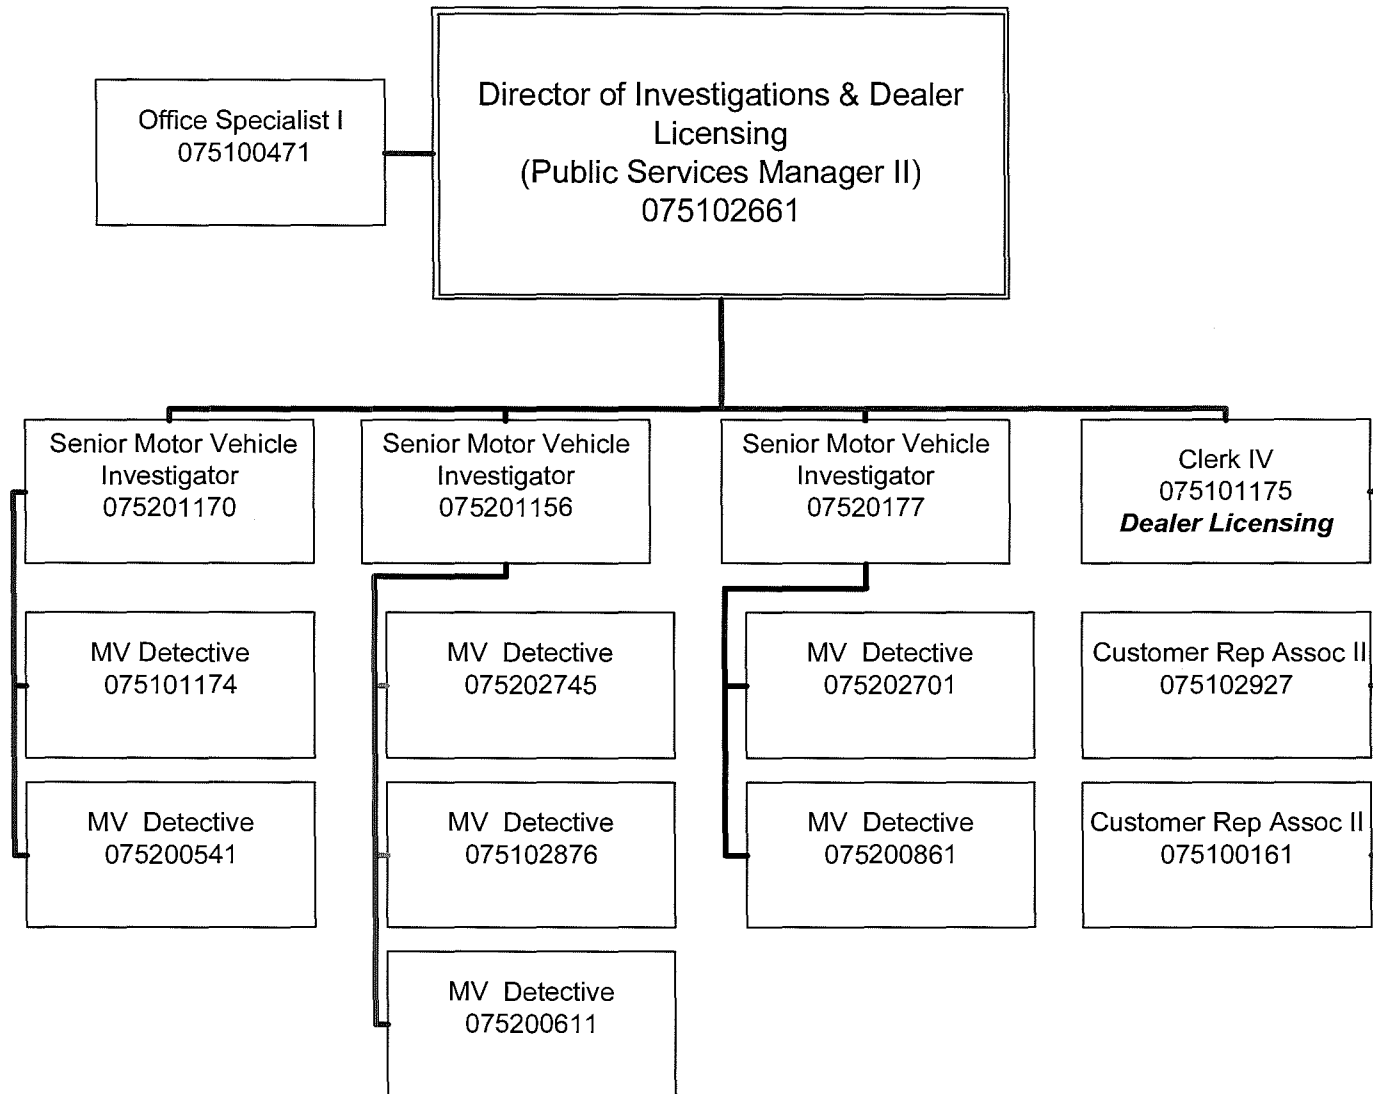 Office Specialist I
075100471
Director of Investigations & Dealer
Licensing
(Public Services Manager II)
075102661
Senior Motor Vehicle
Investigator
075201170
Senior Motor Vehicle
Investigator
075201156
Senior Motor Vehicle
Investigator
07520177
Clerk IV
075101175
Dealer Licensing
MV Detective
075101174
MV Detective
075202745
MV Detective
075202701
Customer Rep Assoc II
075102927
MV Detective
075200541
MV Detective
075102876
MV Detective
075200861
Customer Rep Assoc II
075100161
MV Detective
075200611